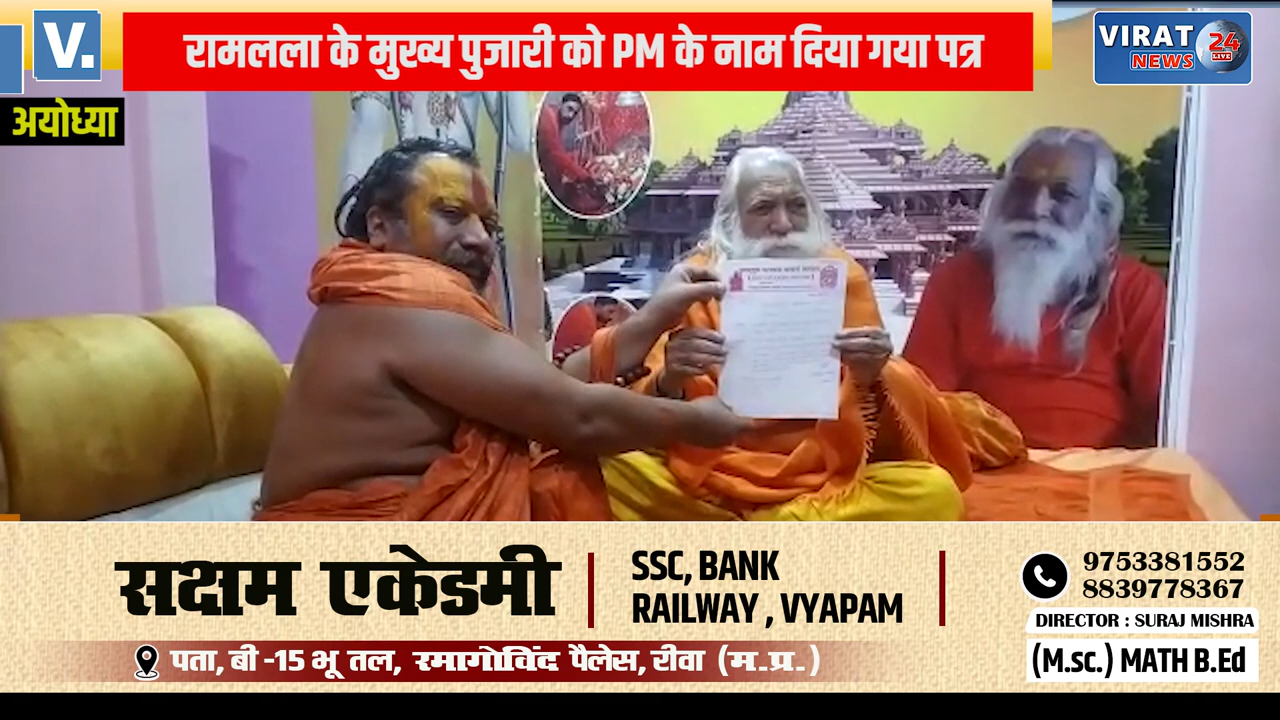 V.
रामलला के मुख्य पुजारी को PM के नाम दिया गया पत्र
VIRAT
NEWS
24
LIVE
अयोध्या
सक्षम एकेडमी
SSC, BANK
RAILWAY , VYAPAM
9753381552
8839778367
DIRECTOR : SURAJ MISHRA
(M.sc.) MATH B.Ed
पता, बी -15 भू तल, रमागोविंद पैलेस, रीवा (म.प्र.)